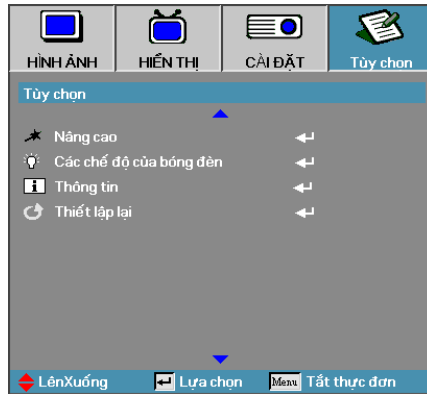 HÌNH ẢNH HIỂN THỊ CÀI ĐẶT Tùy chọn
Tùy chọn
Nâng cao
Các chế độ của bóng đèn
Thông tin
Thiết lập lại
LênXuống Lựa chọn Menu Tắt thực đơn